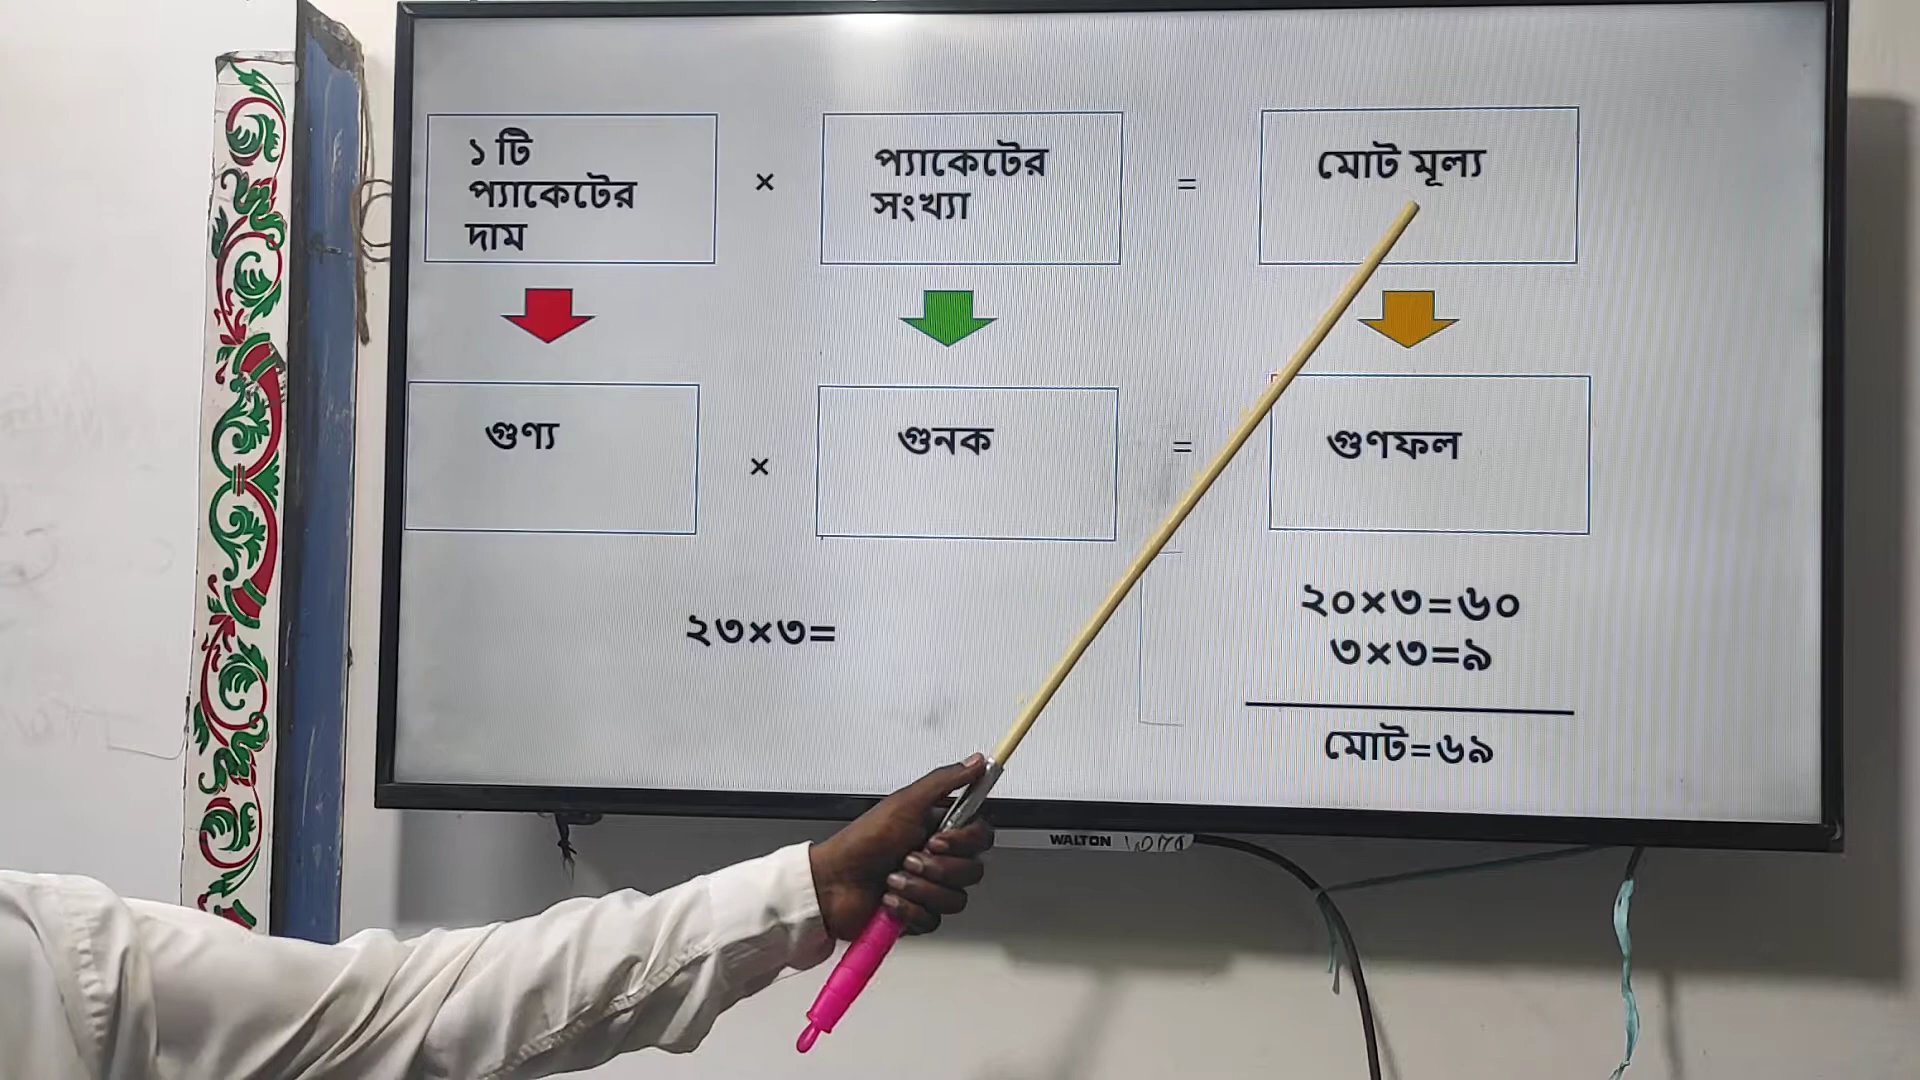 ১ টি
প্যাকেটের
দাম
×
প্যাকেটের
সংখ্যা
=
মোট মূল্য
গুণ্য
×
গুনক
=
গুণফল
২৩×৩=
২০×৩=৬০
৩×৩=৯
মোট=৬৯
WALTON